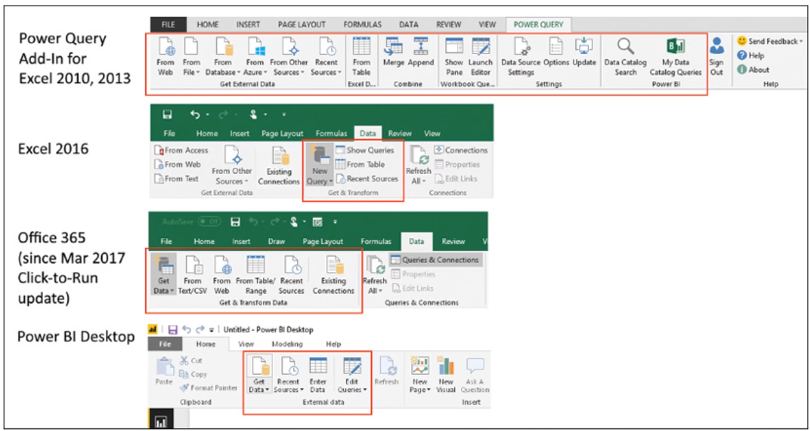 Power Query
Add-In for
Excel 2010, 2013
FILE HOME INSERT PAGE LAYOUT FORMULAS DATA REVIEW VIEW POWER QUERY
From Web
From File
From Database
From Azure
From Other Sources
Recent Sources
From Table
Merge
Append
Show Pane
Launch Editor
Data Source Settings
Options
Update
Data Catalog Search
My Data Catalog Queries
Sign Out
Send Feedback
Help
About
Get External Data
Excel D...
Combine
Workbook Que...
Settings
Power BI
Help
Excel 2016
File Home Insert Page Layout Formulas Data Review View
From Access
From Web
From Text
From Other Sources
Existing Connections
New Query
Show Queries
From Table
Recent Sources
Refresh All
Connections
Properties
Edit Links
Get External Data
Get & Transform
Connections
Office 365
(since Mar 2017
Click-to-Run
update)
AutoSave Off
File Home Insert Draw Page Layout Formulas Data Review V
Get Data
From Text/CSV
From Web
From Table/ Range
Recent Sources
Existing Connections
Refresh All
Queries & Connections
Properties
Edit Links
Get & Transform Data
Queries & Connections
Power BI Desktop
Untitled - Power BI Desktop
File Home View Modeling Help
Paste
Cut
Copy
Format Painter
Get Data
Recent Sources
Enter Data
Edit Queries
Refresh
New Page
New Visual
Ask A Question
Clipboard
External data
Insert